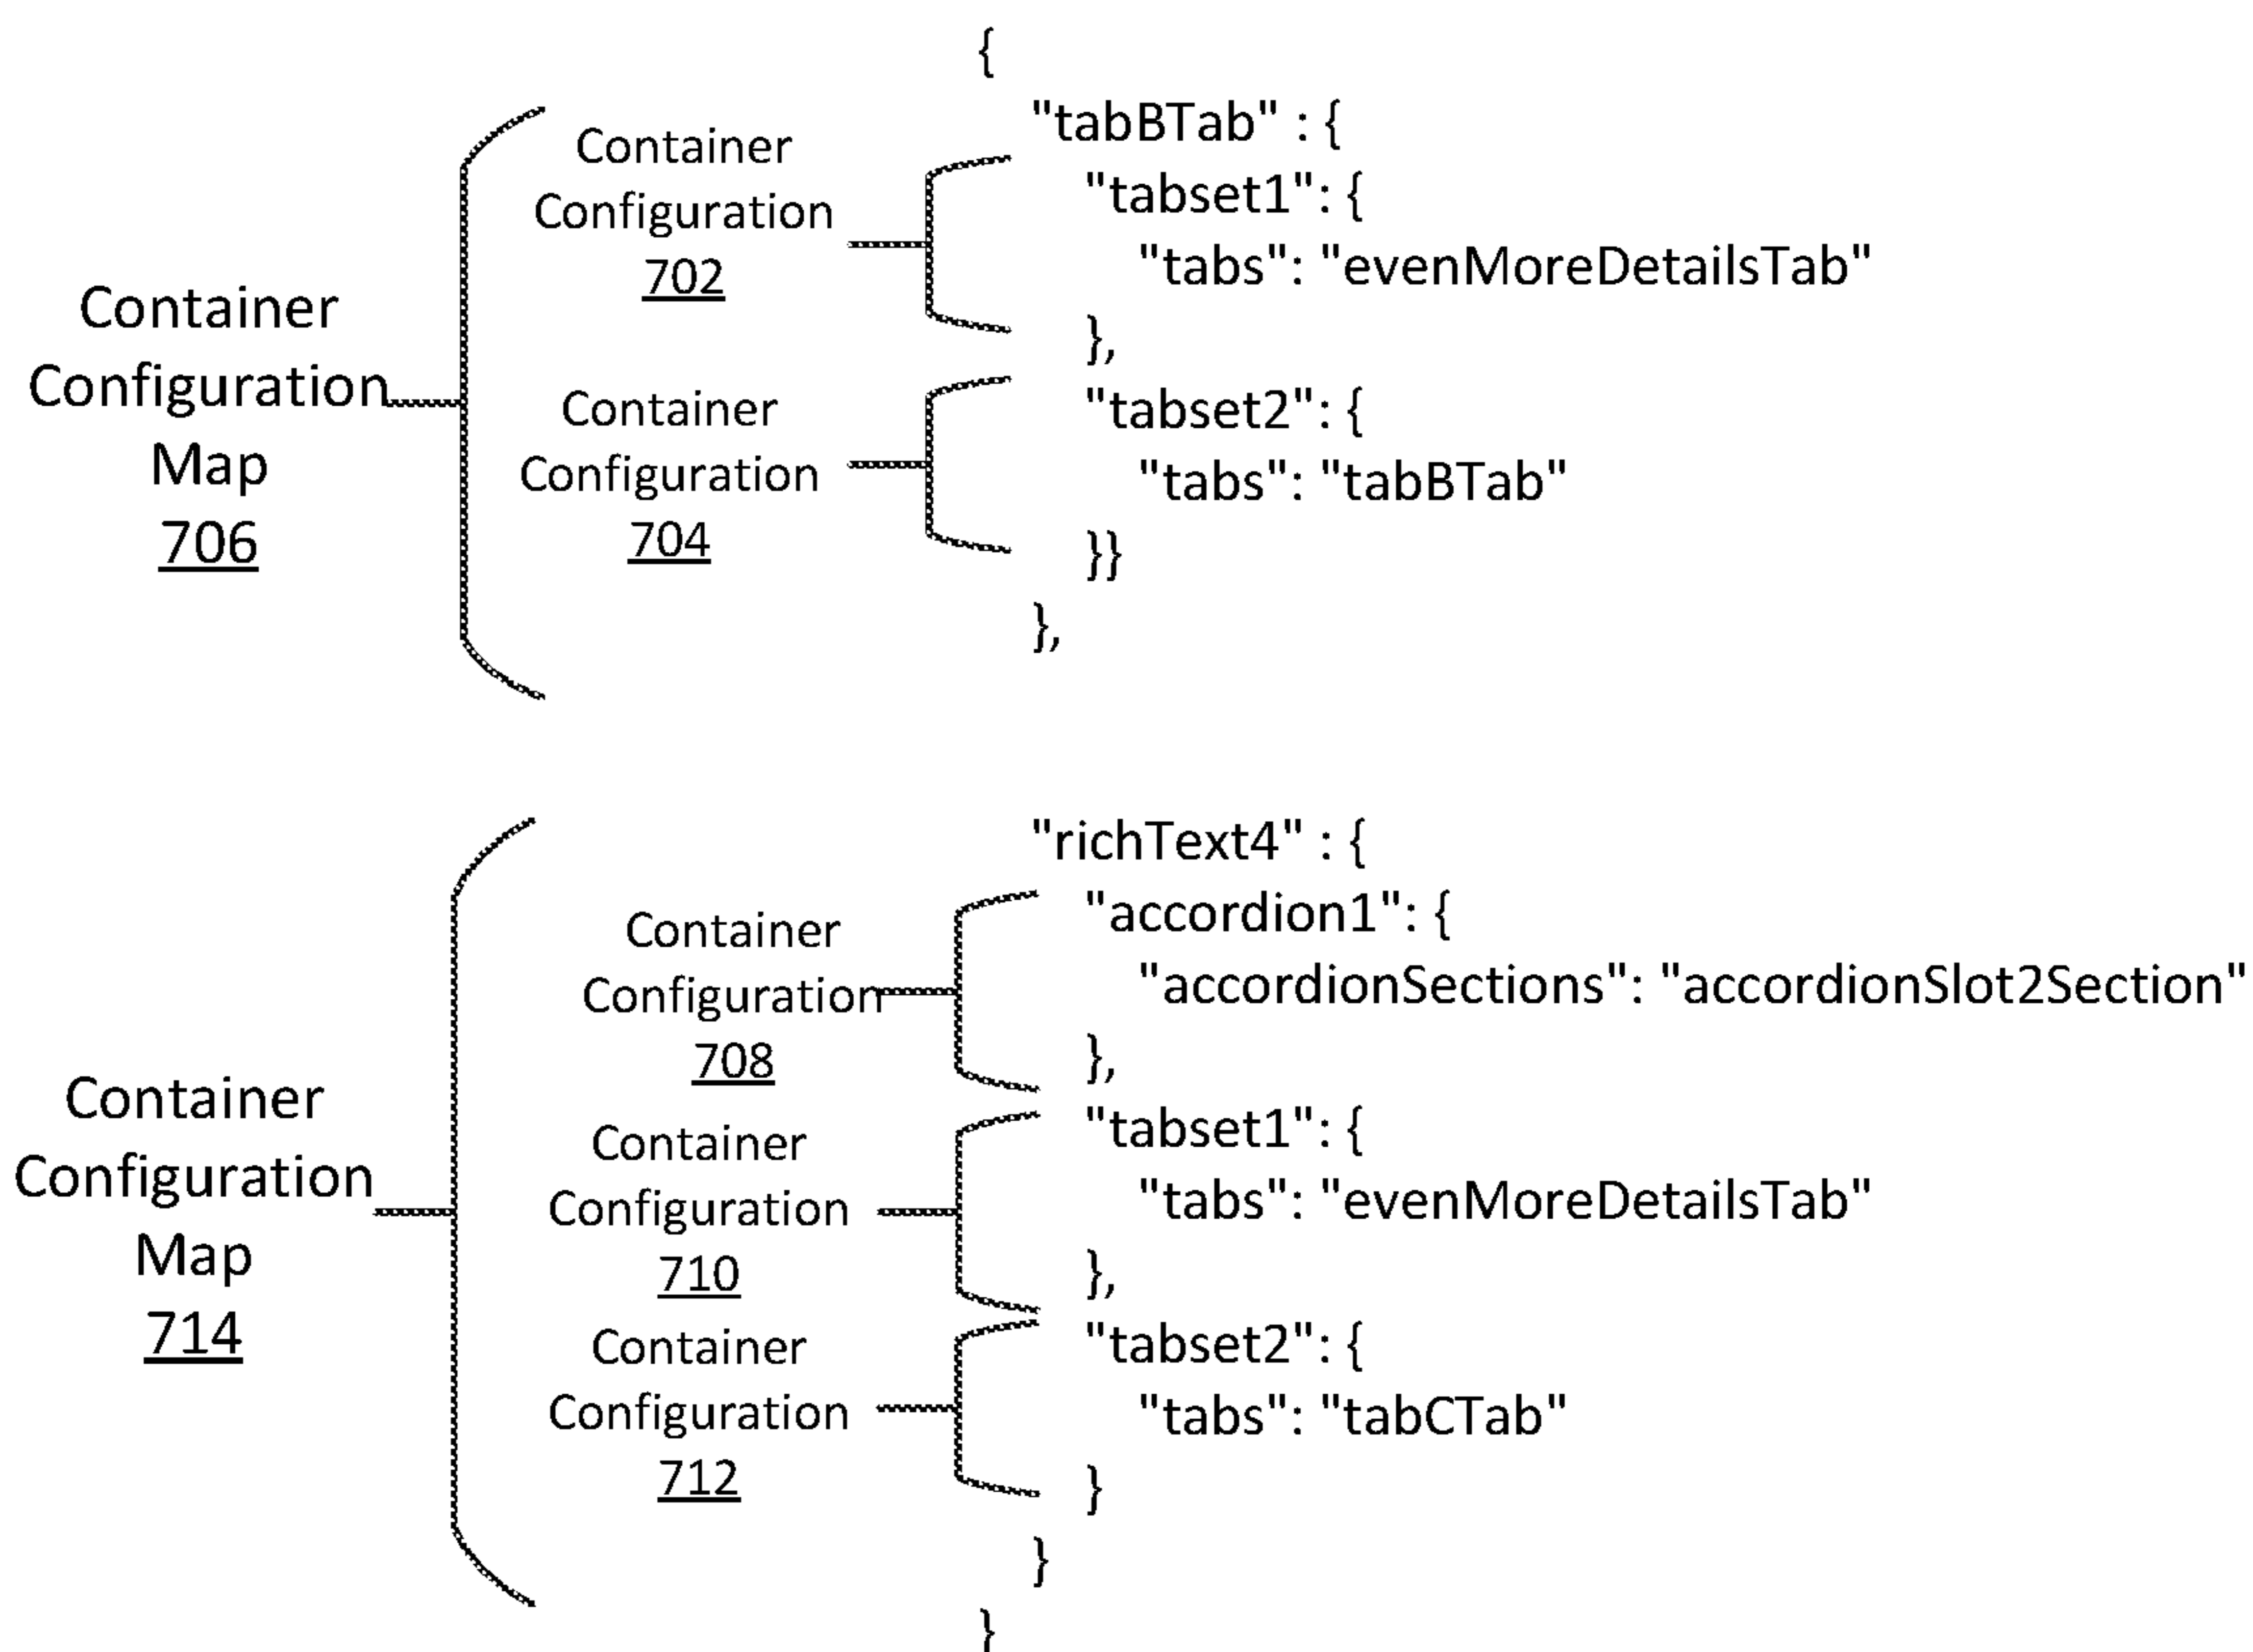 {
"tabBTab" : {
Container
Configuration
702
"tabset1": {
"tabs": "evenMoreDetailsTab"
},
Container
Configuration
Map
706
Container
Configuration
704
"tabset2": {
"tabs": "tabBTab"
}}
},
"richText4" : {
Container
Configuration
708
"accordion1": {
"accordionSections": "accordionSlot2Section"
},
Container
Configuration
Map
714
Container
Configuration
710
"tabset1": {
"tabs": "evenMoreDetailsTab"
},
Container
Configuration
712
"tabset2": {
"tabs": "tabCTab"
}
}
}